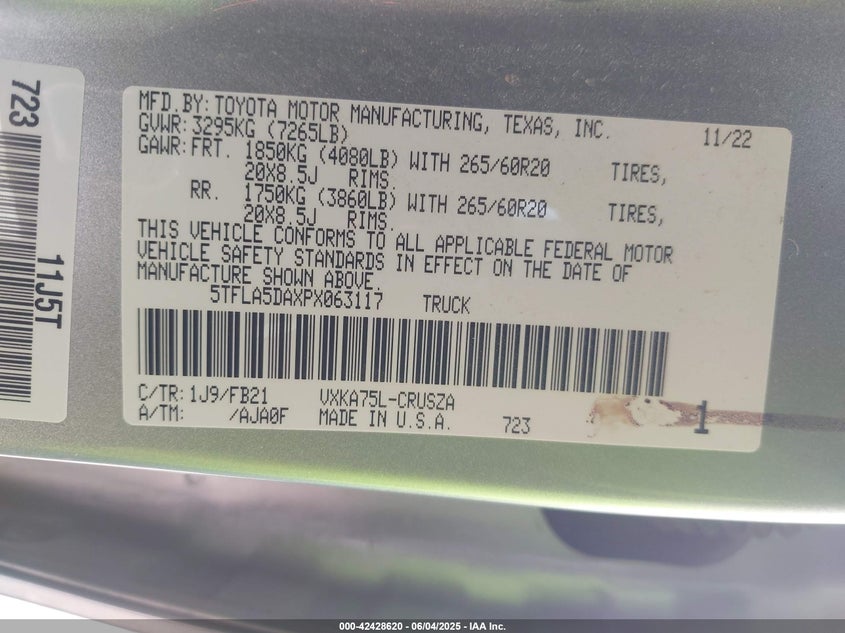 723
11J5T
MFD.BY: TOYOTA MOTOR MANUFACTURING, TEXAS, INC. 11/22
GVWR: 3295KG (7265LB)
GAWR: FRT. 1850KG (4080LB) WITH 265/60R20 TIRES,
20X8.5J RIMS.
RR. 1750KG (3860LB) WITH 265/60R20 TIRES,
20X8.5J RIMS.
THIS VEHICLE CONFORMS TO ALL APPLICABLE FEDERAL MOTOR
VEHICLE SAFETY STANDARDS IN EFFECT ON THE DATE OF
MANUFACTURE SHOWN ABOVE.
5TFLA5DAXPX063117 TRUCK
C/TR: 1J9/FB21 VXKA75L-CRUSZA
A/TM: /AJA0F MADE IN U.S.A. 723 1
000-42428620 - 06/04/2025 - IAA Inc.